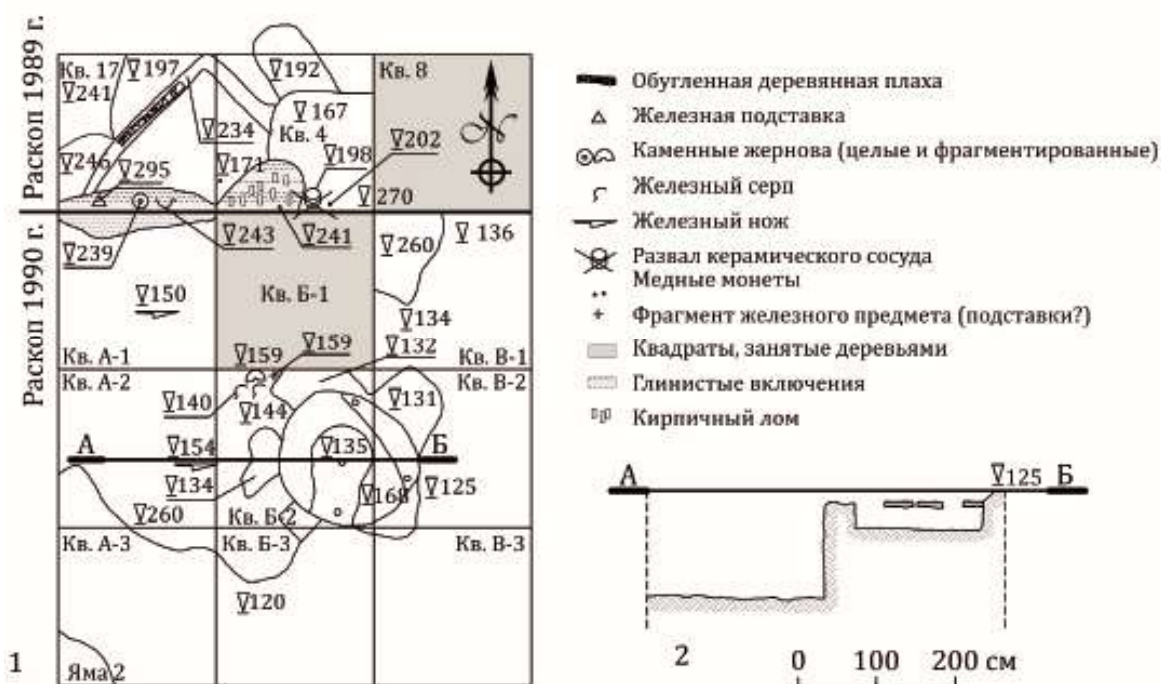 Раскоп 1989 г.
Раскоп 1990 г.
Кв. 17
197
192
Кв. 8
241
167
234
Кв. 4
202
246
295
171
198
270
239
243
241
260
136
150
Кв. Б-1
134
Кв. А-1
159
159
132
Кв. В-1
Кв. А-2
Кв. В-2
140
144
131
А
154
135
Б
134
168
125
260
Кв. Б-2
Кв. А-3
Кв. Б-3
Кв. В-3
120
Яма 2
1
Обугленная деревянная плаха
Железная подставка
Каменные жернова (целые и фрагментированные)
Железный серп
Железный нож
Развал керамического сосуда
Медные монеты
Фрагмент железного предмета (подставки?)
Квадраты, занятые деревьями
Глинистые включения
Кирпичный лом
А
125
Б
2
0 100 200 см